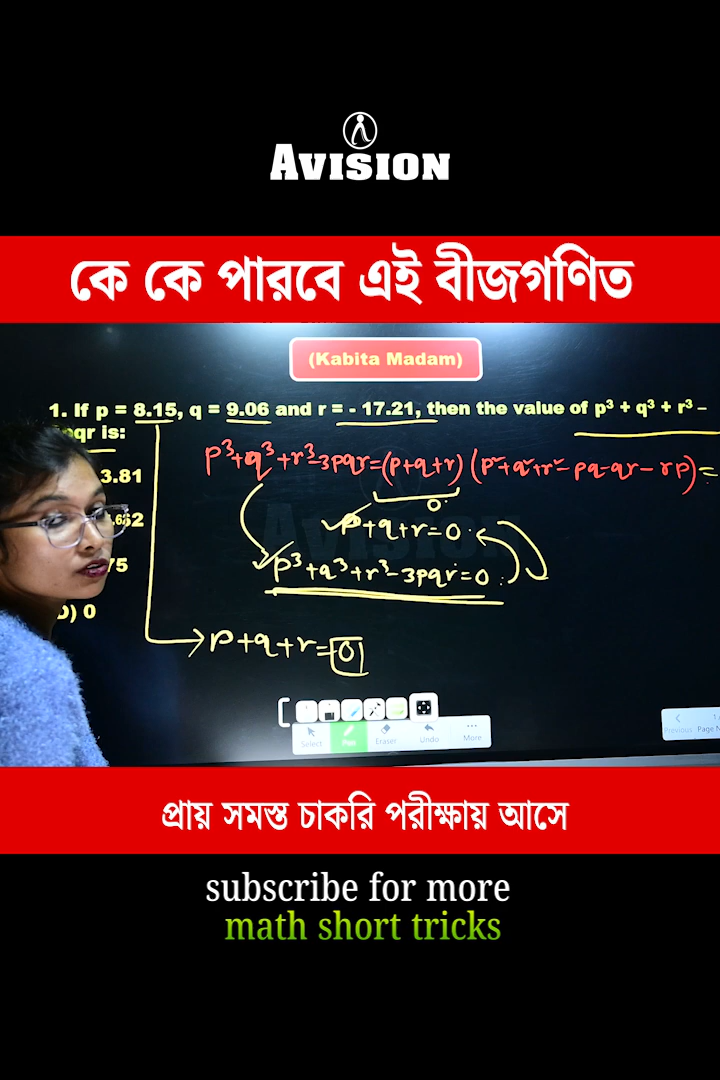 AVISION
কে কে পারবে এই বীজগণিত
(Kabita Madam)
1. If p = 8.15, q = 9.06 and r = - 17.21, then the value of p³ + q³ + r³ –
pqr is:
p³+q³+r³-3pqr=(p+q+r) (p²+q²+r²- pq-qr-rp)=
3.81
0
p+q+r=0
p³+q³+r³-3pqr=0
D) 0
p+q+r=0
Select
Pen
Eraser
Undo
More
Previous
Page
প্রায় সমস্ত চাকরি পরীক্ষায় আসে
subscribe for more
math short tricks